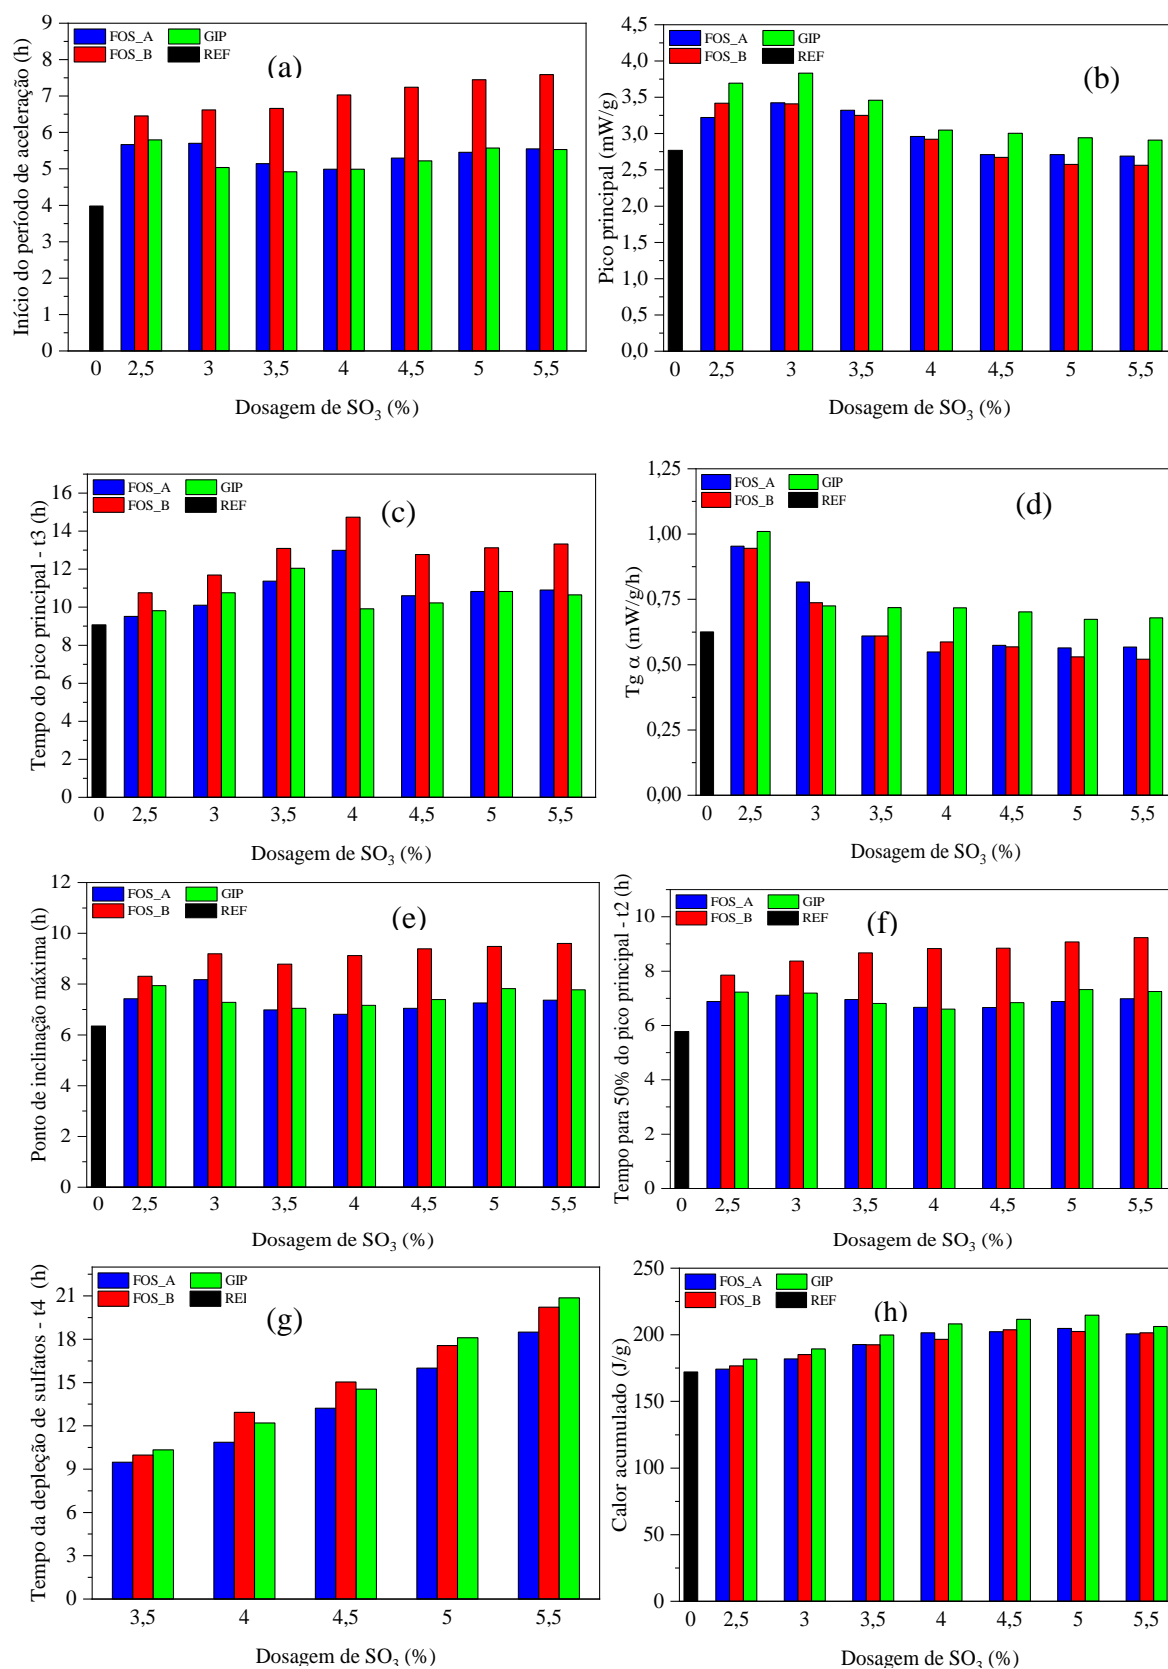 9
8
7
6
5
4
3
2
1
0
Início do período de aceleração (h)
FOS_A
GIP
FOS_B
REF
(a)
0
2,5
3
3,5
4
4,5
5
5,5
Dosagem de SO₃ (%)
4,5
4,0
3,5
3,0
2,5
2,0
1,5
1,0
0,5
0,0
Pico principal (mW/g)
FOS_A
GIP
FOS_B
REF
(b)
0
2,5
3
3,5
4
4,5
5
5,5
Dosagem de SO₃ (%)
16
14
12
10
8
6
4
2
0
Tempo do pico principal - t3 (h)
FOS_A
GIP
FOS_B
REF
(c)
0
2,5
3
3,5
4
4,5
5
5,5
Dosagem de SO₃ (%)
1,25
1,00
0,75
0,50
0,25
0,00
Tg α (mW/g/h)
FOS_A
GIP
FOS_B
REF
(d)
0
2,5
3
3,5
4
4,5
5
5,5
Dosagem de SO₃ (%)
12
10
8
6
4
2
0
Ponto de inclinação máxima (h)
FOS_A
GIP
FOS_B
REF
(e)
0
2,5
3
3,5
4
4,5
5
5,5
Dosagem de SO₃ (%)
10
8
6
4
2
0
Tempo para 50% do pico principal - t2 (h)
FOS_A
GIP
FOS_B
REF
(f)
0
2,5
3
3,5
4
4,5
5
5,5
Dosagem de SO₃ (%)
21
18
15
12
9
6
3
0
Tempo da depleção de sulfatos - t4 (h)
FOS_A
GIP
FOS_B
(g)
3,5
4
4,5
5
5,5
Dosagem de SO₃ (%)
250
200
150
100
50
0
Calor acumulado (J/g)
FOS_A
GIP
FOS_B
REF
(h)
0
2,5
3
3,5
4
4,5
5
5,5
Dosagem de SO₃ (%)